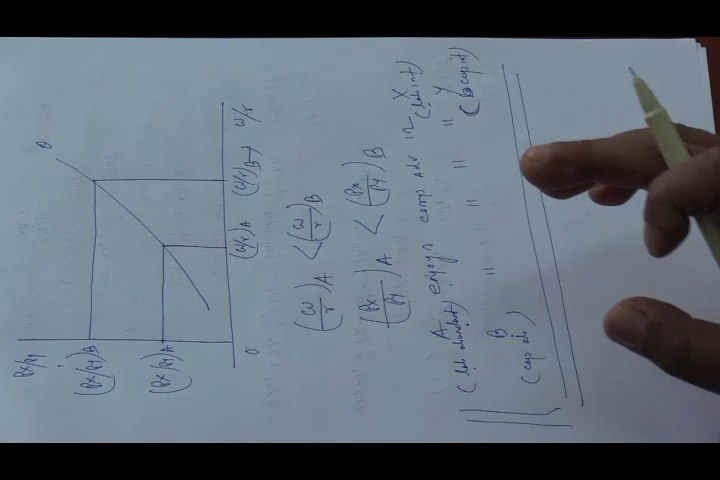 Px/Py
θ
(Px/Py)B
(Px/Py)A
O
(w/r)A
(w/r)B
w/r
(w/r)A < (w/r)B
(Px/Py)A < (Px/Py)B
A enjoys comp adv in X
(lab abundant) (lab int)
B " " " " Y
(cap ab) (cap int)